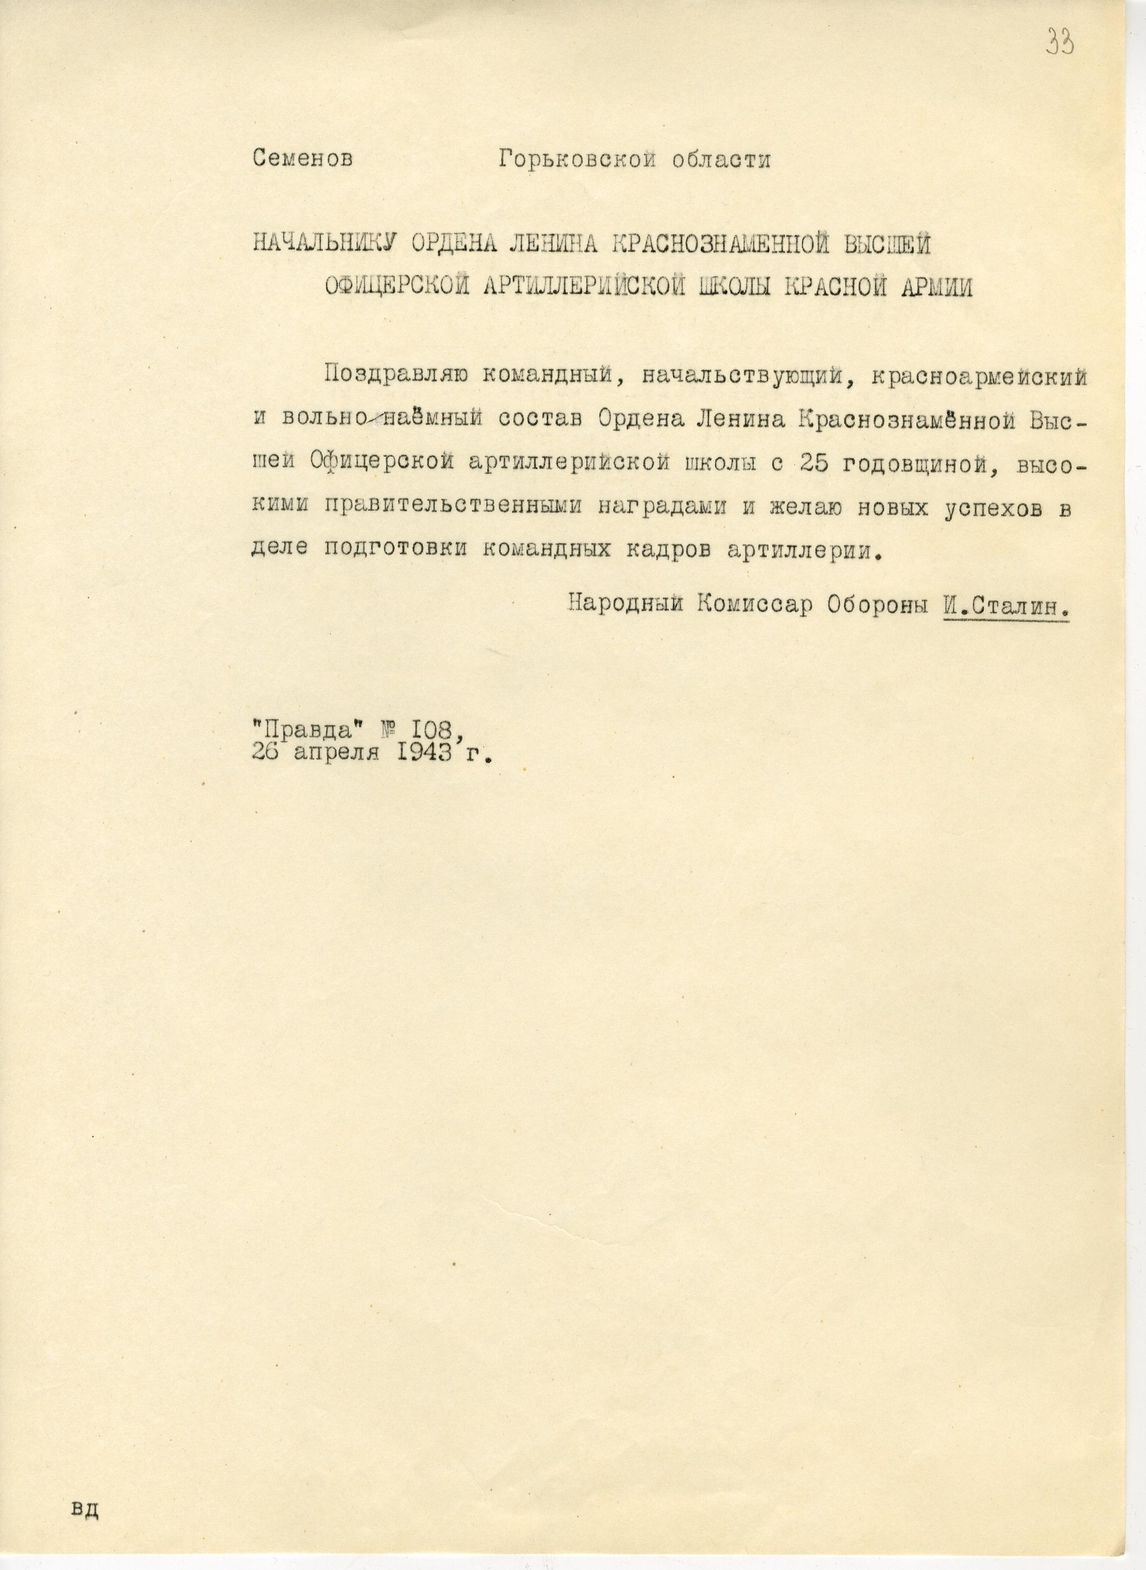 33
Семенов Горьковской области
НАЧАЛЬНИКУ ОРДЕНА ЛЕНИНА КРАСНОЗНАМЕННОЙ ВЫСШЕЙ
ОФИЦЕРСКОЙ АРТИЛЛЕРИЙСКОЙ ШКОЛЫ КРАСНОЙ АРМИИ
Поздравляю командный, начальствующий, красноармейский
и вольно-наёмный состав Ордена Ленина Краснознамённой Выс-
шей Офицерской артиллерийской школы с 25 годовщиной, высо-
кими правительственными наградами и желаю новых успехов в
деле подготовки командных кадров артиллерии.
Народный Комиссар Обороны И.Сталин.
"Правда" № 108,
26 апреля 1943 г.
ВД